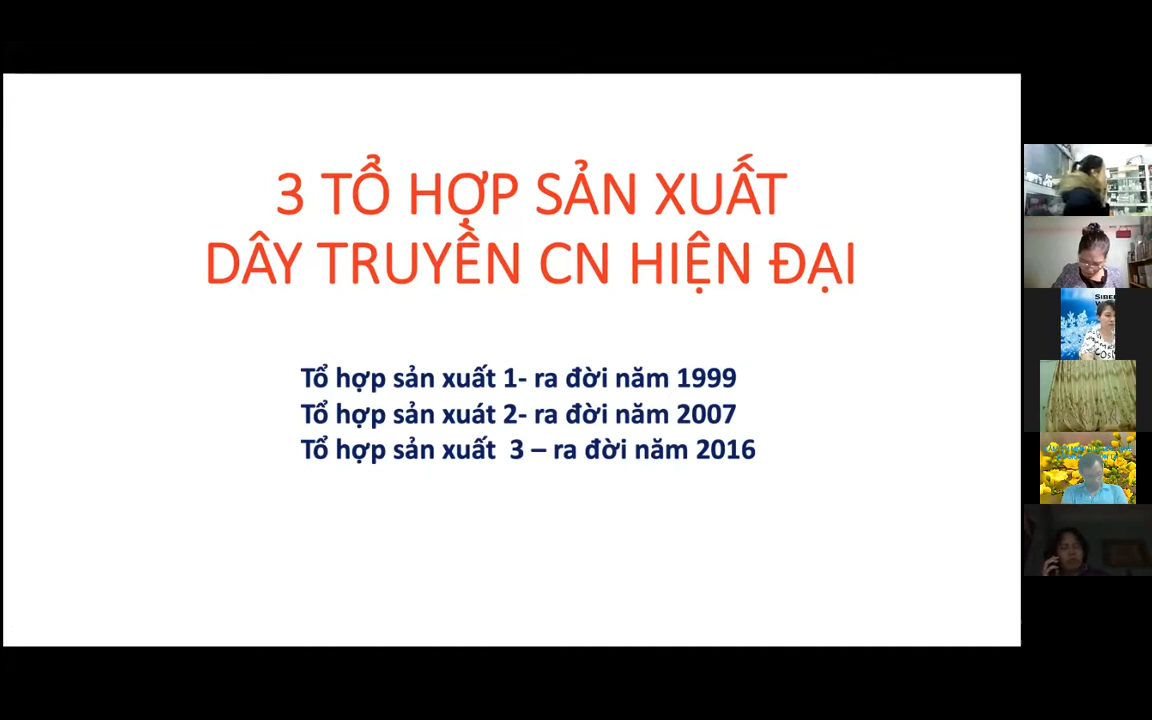 3 TỔ HỢP SẢN XUẤT
DÂY TRUYỀN CN HIỆN ĐẠI
Tổ hợp sản xuất 1- ra đời năm 1999
Tổ hợp sản xuát 2- ra đời năm 2007
Tổ hợp sản xuất 3 – ra đời năm 2016